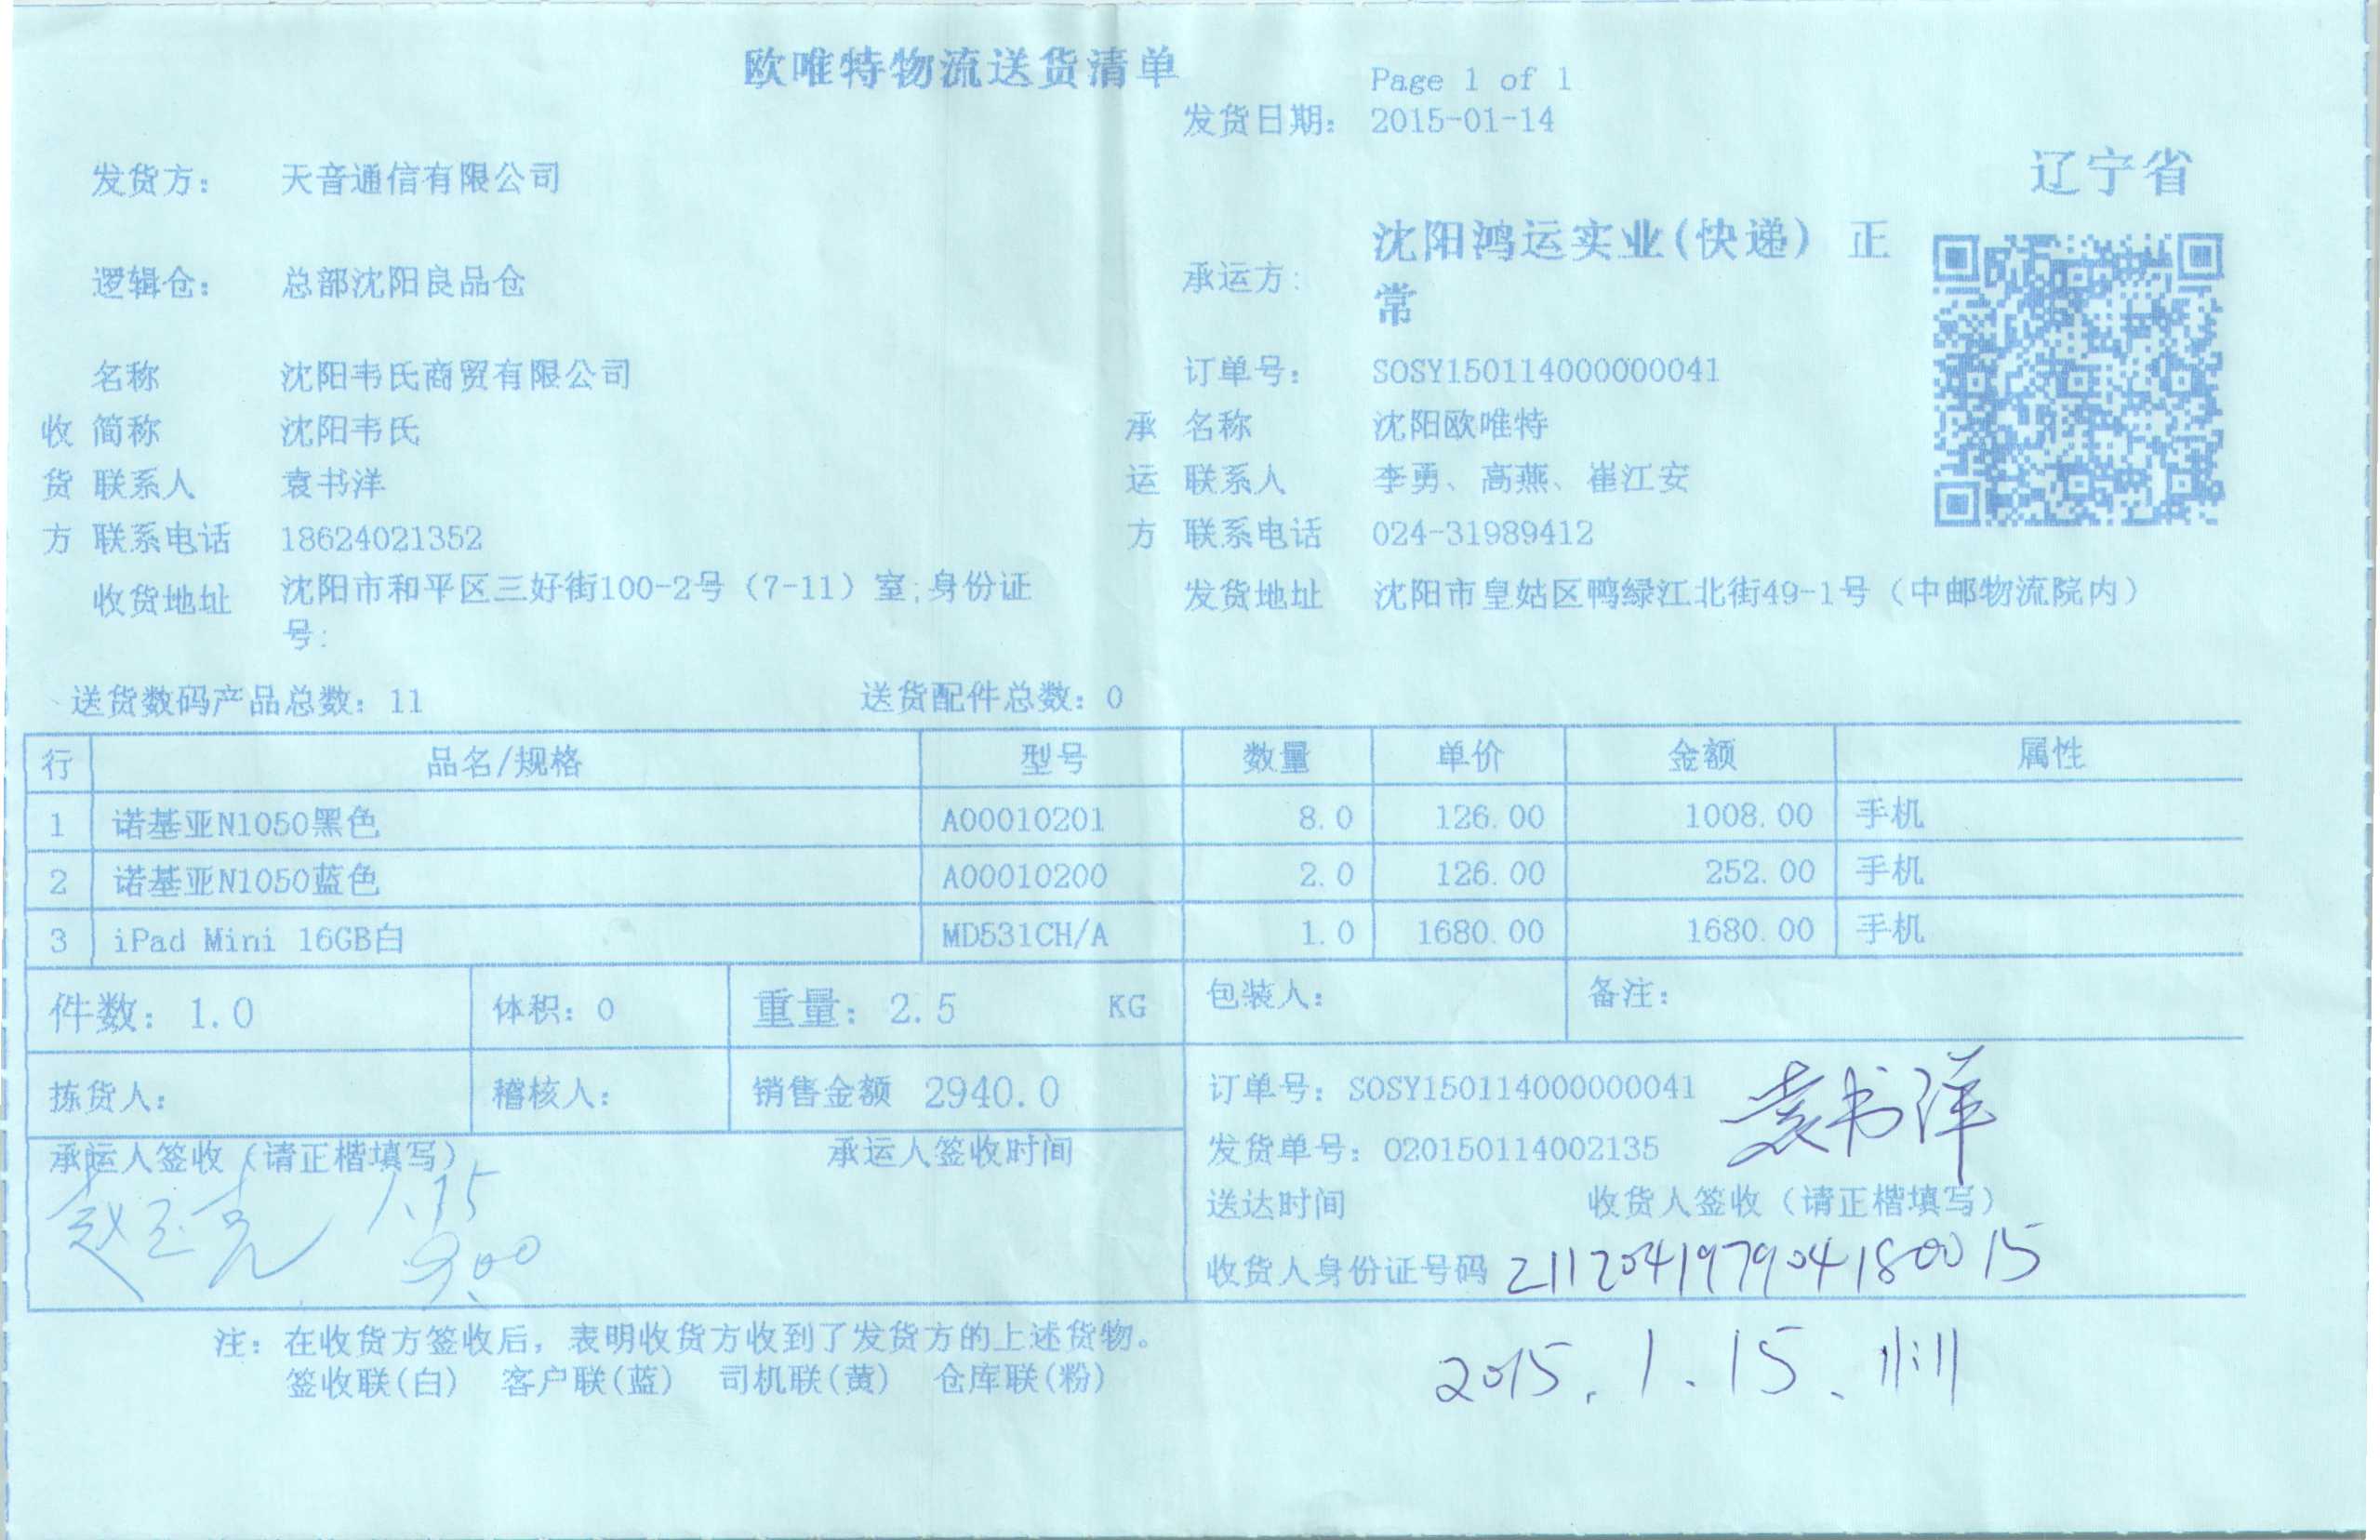 欧唯特物流送货清单
Page 1 of 1
发货日期: 2015-01-14
辽宁省
发货方: 天音通信有限公司
承运方: 沈阳鸿运实业(快递) 正
常
逻辑仓: 总部沈阳良品仓
名称 沈阳韦氏商贸有限公司 订单号: SOSY150114000000041
收 简称 沈阳韦氏 承 名称 沈阳欧唯特
货 联系人 袁书洋 运 联系人 李勇、高燕、崔江安
方 联系电话 18624021352 方 联系电话 024-31989412
收货地址 沈阳市和平区三好街100-2号（7-11）室;身份证
号:
发货地址 沈阳市皇姑区鸭绿江北街49-1号（中邮物流院内）
送货数码产品总数: 11 送货配件总数: 0
行 品名/规格 型号 数量 单价 金额 属性
1 诺基亚N1050黑色 A00010201 8.0 126.00 1008.00 手机
2 诺基亚N1050蓝色 A00010200 2.0 126.00 252.00 手机
3 iPad Mini 16GB白 MD531CH/A 1.0 1680.00 1680.00 手机
件数: 1.0 体积: 0 重量: 2.5 KG 包装人: 备注:
拣货人: 稽核人: 销售金额 2940.0 订单号: SOSY150114000000041
袁书洋
承运人签收（请正楷填写） 承运人签收时间 发货单号: 020150114002135
1.15
9:00
送达时间 收货人签收（请正楷填写）
收货人身份证号码 211204197904180015
注: 在收货方签收后, 表明收货方收到了发货方的上述货物。
签收联(白) 客户联(蓝) 司机联(黄) 仓库联(粉)
2015.1.15.11:11